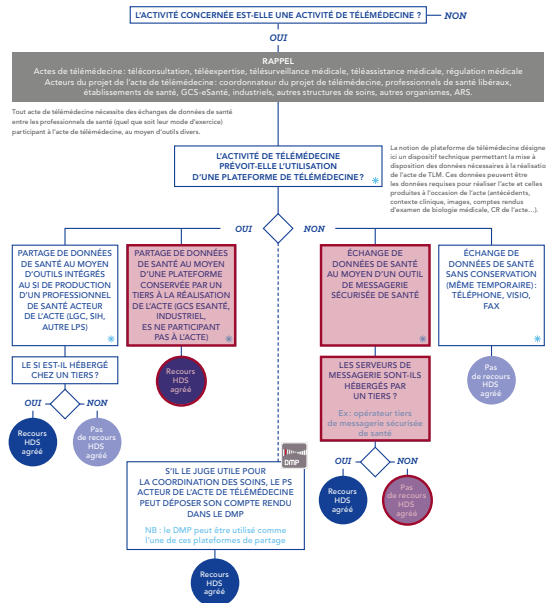 L'ACTIVITÉ CONCERNÉE EST-ELLE UNE ACTIVITÉ DE TÉLÉMÉDECINE ?
NON
OUI
RAPPEL
Actes de télémédecine : téléconsultation, téléexpertise, télésurveillance médicale, téléassistance médicale, régulation médicale
Acteurs du projet de l'acte de télémédecine : coordonnateur du projet de télémédecine, professionnels de santé libéraux,
établissements de santé, GCS-eSanté, industriels, autres structures de soins, autres organismes, ARS.
Tout acte de télémédecine nécessite des échanges de données de santé
entre les professionnels de santé (quel que soit leur mode d'exercice)
participant à l'acte de télémédecine, au moyen d'outils divers.
L'ACTIVITÉ DE TÉLÉMÉDECINE
PRÉVOIT-ELLE L'UTILISATION
D'UNE PLATEFORME DE TÉLÉMÉDECINE ?
*
La notion de plateforme de télémédecine désigne
ici un dispositif technique permettant la mise à
disposition des données nécessaires à la réalisation
de l'acte de TLM. Ces données peuvent être
les données requises pour réaliser l'acte et celles
produites à l'occasion de l'acte (antécédents,
contexte clinique, images, comptes rendus
d'examen de biologie médicale, CR de l'acte...).
OUI
NON
PARTAGE DE DONNÉES
DE SANTÉ AU MOYEN
D'OUTILS INTÉGRÉS
AU SI DE PRODUCTION
D'UN PROFESSIONNEL
DE SANTÉ ACTEUR
DE L'ACTE (LGC, SIH,
AUTRE LPS)
*
PARTAGE DE DONNÉES
DE SANTÉ AU MOYEN
D'UNE PLATEFORME
CONSERVÉE PAR UN
TIERS À LA RÉALISATION
DE L'ACTE (GCS ESANTÉ,
INDUSTRIEL,
ES NE PARTICIPANT
PAS À L'ACTE)
*
ÉCHANGE DE
DONNÉES DE SANTÉ
AU MOYEN D'UN OUTIL
DE MESSAGERIE
SÉCURISÉE DE SANTÉ
*
ÉCHANGE DE
DONNÉES DE SANTÉ
SANS CONSERVATION
(MÊME TEMPORAIRE) :
TÉLÉPHONE, VISIO,
FAX
*
LE SI EST-IL HÉBERGÉ
CHEZ UN TIERS ?
OUI
NON
Recours
HDS
agréé
Pas
de recours
HDS
agréé
Recours
HDS
agréé
LES SERVEURS DE
MESSAGERIE SONT-ILS
HÉBERGÉS PAR
UN TIERS ?
Ex : opérateur tiers
de messagerie sécurisée
de santé
OUI
NON
Recours
HDS
agréé
Pas
de recours
HDS
agréé
Pas
de recours
HDS
agréé
DMP
S'IL LE JUGE UTILE POUR
LA COORDINATION DES SOINS, LE PS
ACTEUR DE L'ACTE DE TÉLÉMÉDECINE
PEUT DÉPOSER SON COMPTE RENDU
DANS LE DMP
NB : le DMP peut être utilisé comme
l'une de ces plateformes de partage
Recours
HDS
agréé